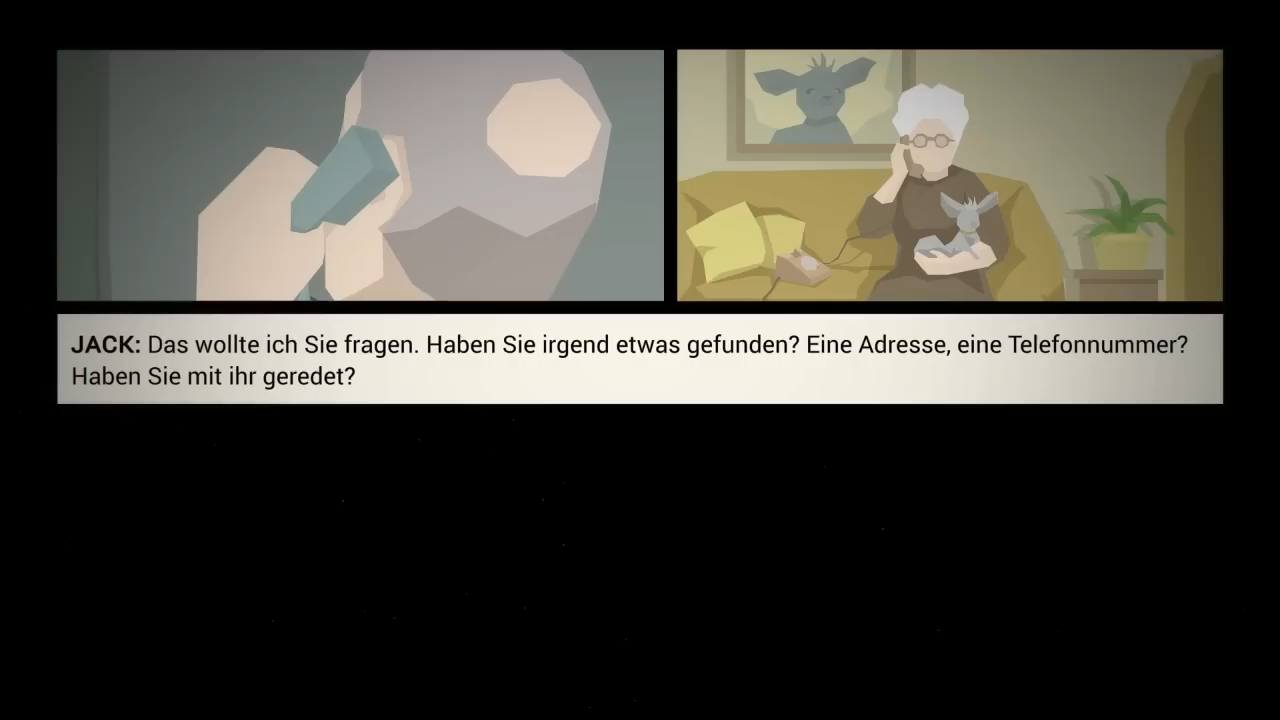 JACK: Das wollte ich Sie fragen. Haben Sie irgend etwas gefunden? Eine Adresse, eine Telefonnummer?
Haben Sie mit ihr geredet?